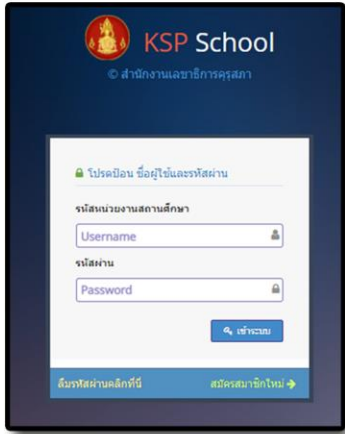 KSP School
© สำนักงานเลขาธิการคุรุสภา
โปรดป้อน ชื่อผู้ใช้และรหัสผ่าน
รหัสหน่วยงานสถานศึกษา
Username
รหัสผ่าน
Password
เข้าระบบ
ลืมรหัสผ่านคลิกที่นี่ สมัครสมาชิกใหม่